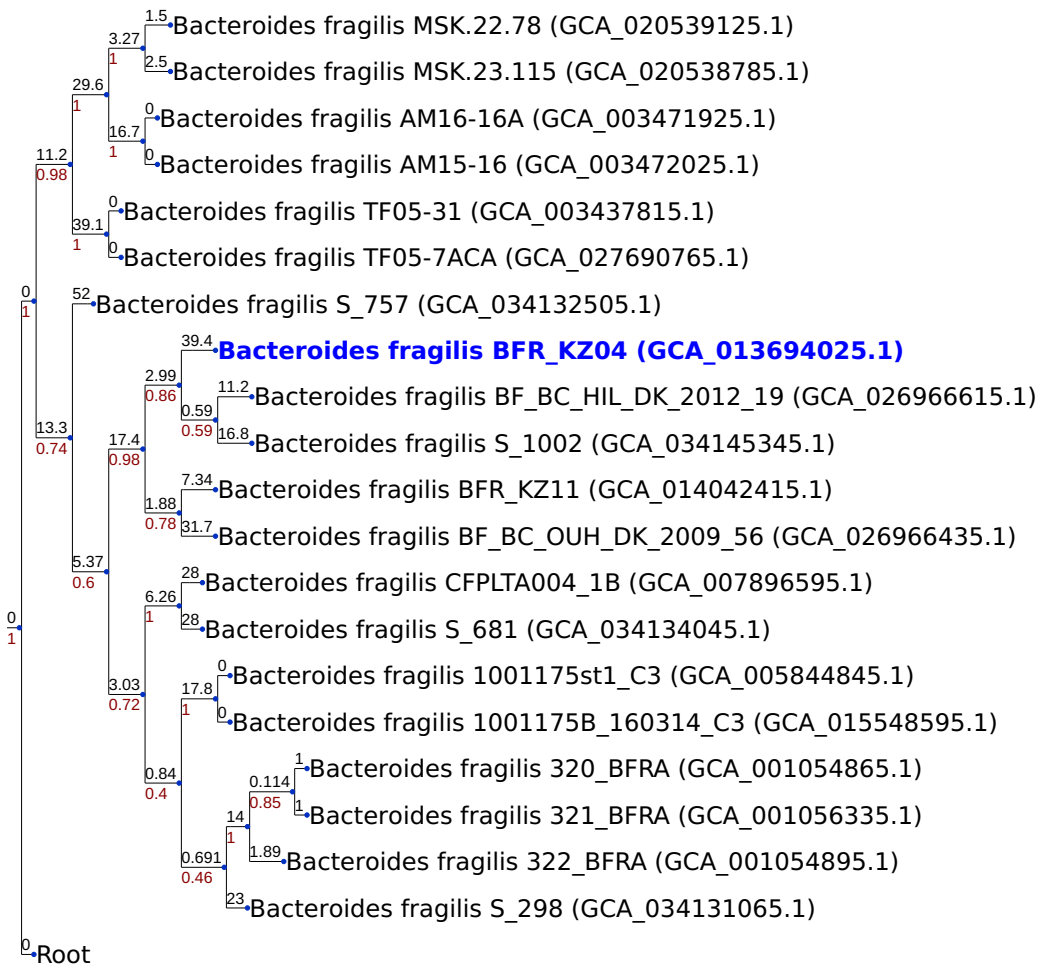 1.5 Bacteroides fragilis MSK.22.78 (GCA_020539125.1)
3.27
1
2.5 Bacteroides fragilis MSK.23.115 (GCA_020538785.1)
29.6
1
0 Bacteroides fragilis AM16-16A (GCA_003471925.1)
16.7
1
0 Bacteroides fragilis AM15-16 (GCA_003472025.1)
11.2
0.98
0 Bacteroides fragilis TF05-31 (GCA_003437815.1)
39.1
1
0 Bacteroides fragilis TF05-7ACA (GCA_027690765.1)
0
1
52 Bacteroides fragilis S_757 (GCA_034132505.1)
39.4 Bacteroides fragilis BFR_KZ04 (GCA_013694025.1)
2.99
0.86
11.2 Bacteroides fragilis BF_BC_HIL_DK_2012_19 (GCA_026966615.1)
0.59
0.59
13.3
0.74
16.8 Bacteroides fragilis S_1002 (GCA_034145345.1)
17.4
0.98
7.34 Bacteroides fragilis BFR_KZ11 (GCA_014042415.1)
1.88
0.78
31.7 Bacteroides fragilis BF_BC_OUH_DK_2009_56 (GCA_026966435.1)
5.37
0.6
28 Bacteroides fragilis CFPLTA004_1B (GCA_007896595.1)
6.26
1
28 Bacteroides fragilis S_681 (GCA_034134045.1)
0
1
0 Bacteroides fragilis 1001175st1_C3 (GCA_005844845.1)
3.03
0.72
17.8
1
0 Bacteroides fragilis 1001175B_160314_C3 (GCA_015548595.1)
1 Bacteroides fragilis 320_BFRA (GCA_001054865.1)
0.84
0.4
0.114
0.85
1 Bacteroides fragilis 321_BFRA (GCA_001056335.1)
14
1
1.89 Bacteroides fragilis 322_BFRA (GCA_001054895.1)
0.691
0.46
23 Bacteroides fragilis S_298 (GCA_034131065.1)
0 Root